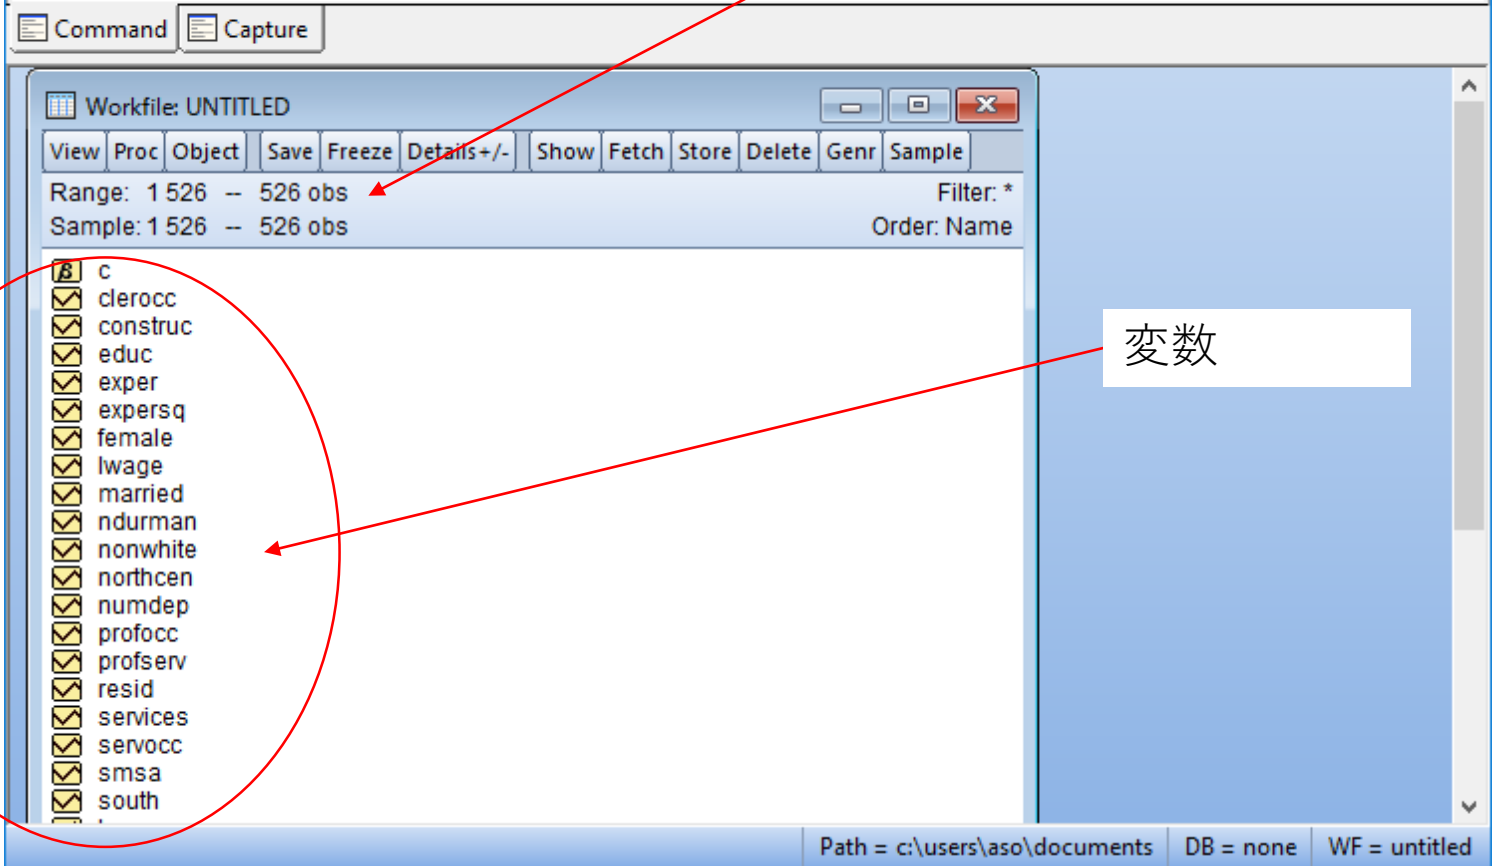 Command Capture
Workfile: UNTITLED
View Proc Object Save Freeze Details+/- Show Fetch Store Delete Genr Sample
Range: 1 526 -- 526 obs Filter: *
Sample: 1 526 -- 526 obs Order: Name
β c
clerocc
construc
educ
exper
expersq
female
lwage
married
ndurman
nonwhite
northcen
numdep
profocc
profserv
resid
services
servocc
smsa
south
変数
Path = c:\users\aso\documents DB = none WF = untitled